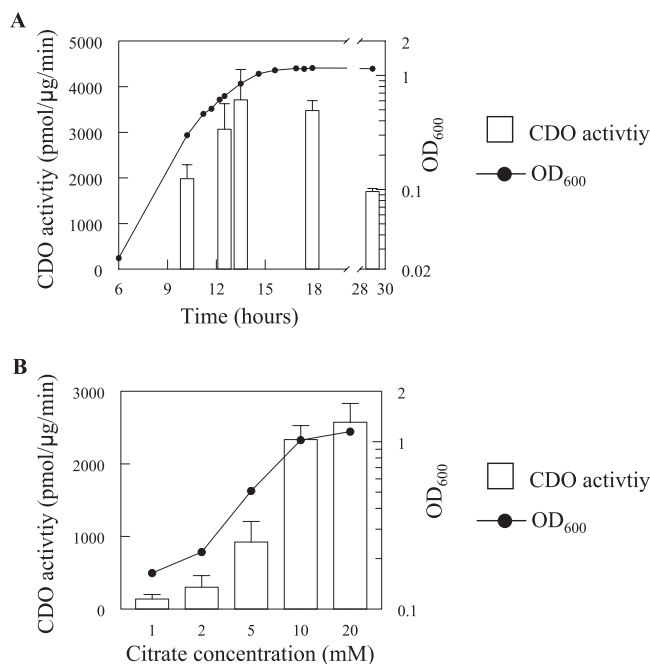 A
CDO activtiy (pmol/μg/min)
5000
4000
3000
2000
1000
0
2
1
0.1
0.02
OD600
6 9 12 15 18 28 30
Time (hours)
CDO activtiy
OD600
B
CDO activtiy (pmol/μg/min)
3000
2000
1000
0
2
1
0.1
OD600
1 2 5 10 20
Citrate concentration (mM)
CDO activtiy
OD600